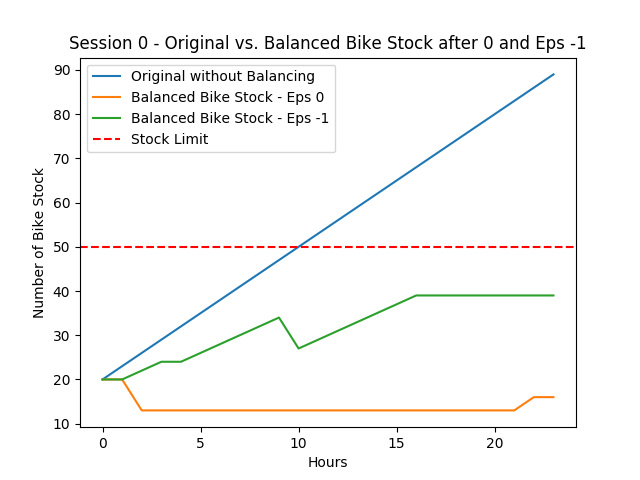 Session 0 - Original vs. Balanced Bike Stock after 0 and Eps -1
Original without Balancing
Balanced Bike Stock - Eps 0
Balanced Bike Stock - Eps -1
Stock Limit
Number of Bike Stock
90
80
70
60
50
40
30
20
10
0
5
10
15
20
Hours